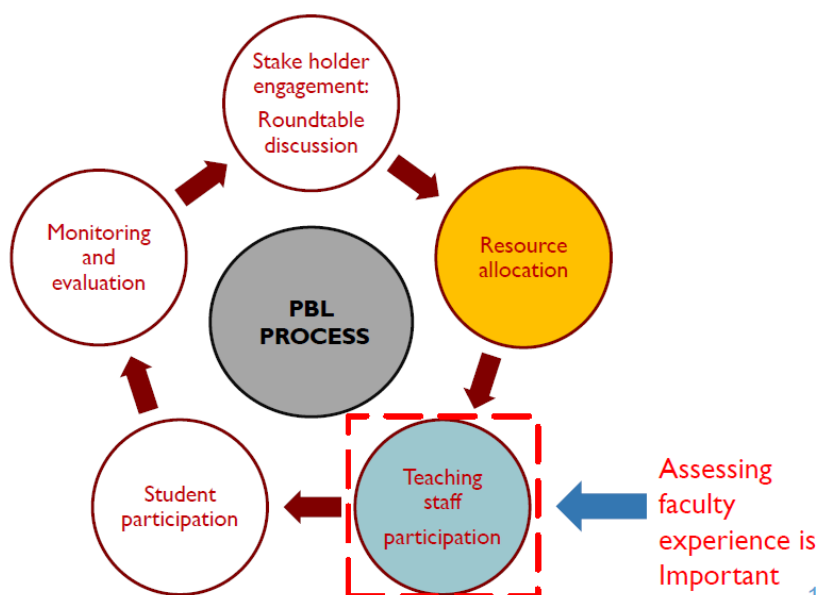 Stake holder
engagement:
Roundtable
discussion
Monitoring
and
evaluation
Resource
allocation
PBL
PROCESS
Student
participation
Teaching
staff
participation
Assessing
faculty
experience is
Important